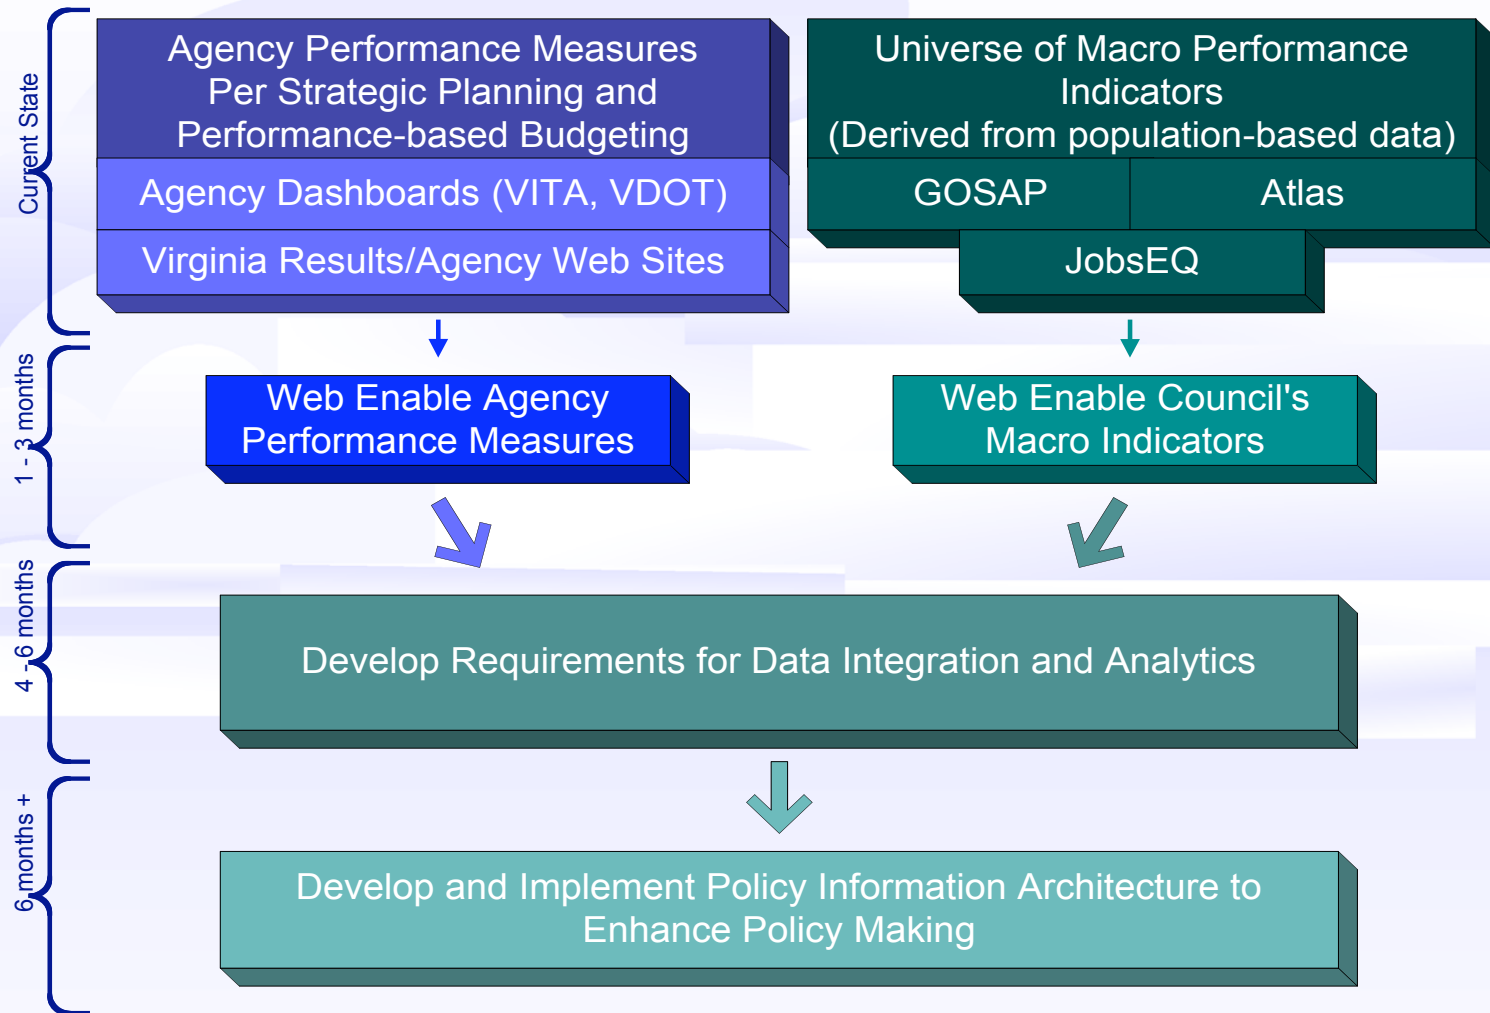 Current State
Agency Performance Measures
Per Strategic Planning and
Performance-based Budgeting
Agency Dashboards (VITA, VDOT)
Virginia Results/Agency Web Sites
Universe of Macro Performance
Indicators
(Derived from population-based data)
GOSAP
Atlas
JobsEQ
1 - 3 months
Web Enable Agency
Performance Measures
Web Enable Council's
Macro Indicators
4 - 6 months
Develop Requirements for Data Integration and Analytics
6 months +
Develop and Implement Policy Information Architecture to
Enhance Policy Making